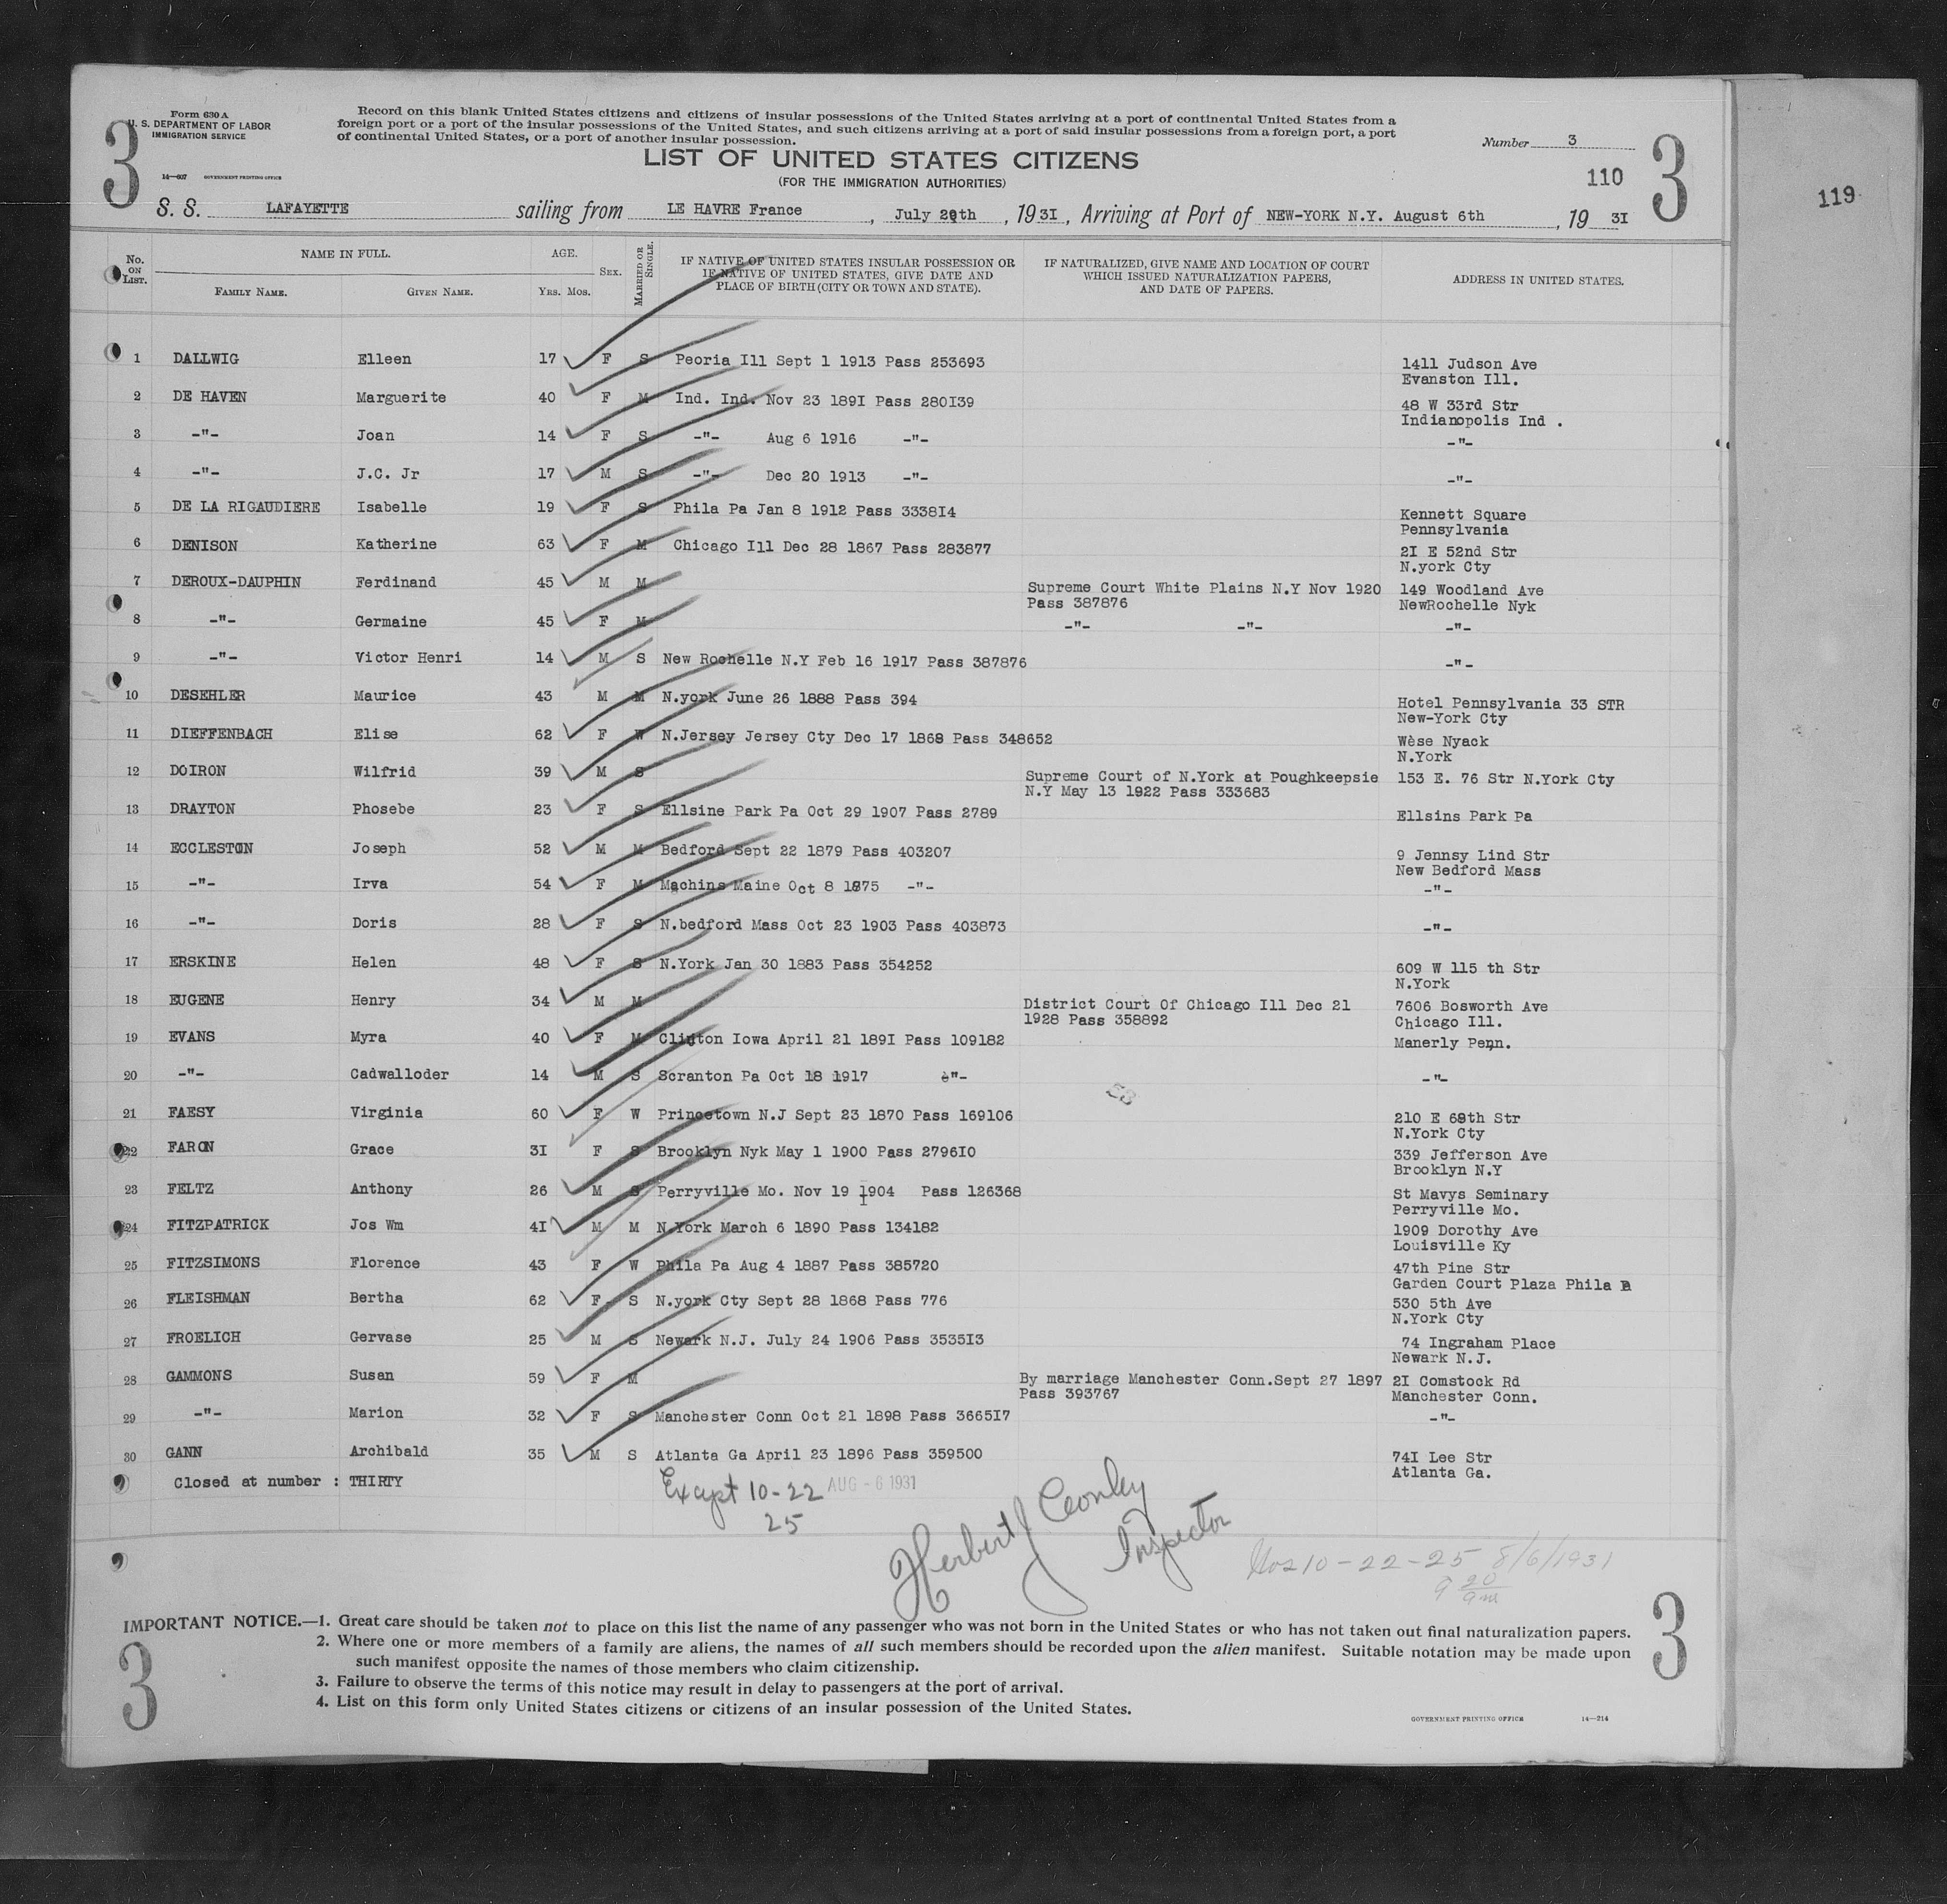 Form 630 A
U. S. DEPARTMENT OF LABOR
IMMIGRATION SERVICE
14—607 GOVERNMENT PRINTING OFFICE
3
Record on this blank United States citizens and citizens of insular possessions of the United States arriving at a port of continental United States from a
foreign port or a port of the insular possessions of the United States, and such citizens arriving at a port of said insular possessions from a foreign port, a port
of continental United States, or a port of another insular possession.
LIST OF UNITED STATES CITIZENS
(FOR THE IMMIGRATION AUTHORITIES)
Number 3
110
3
119
S. S. LAFAYETTE sailing from LE HAVRE France, July 29th, 1931, Arriving at Port of NEW-YORK N.Y. August 6th, 19 31
No. ON LIST.
NAME IN FULL.
FAMILY NAME. GIVEN NAME.
AGE.
YRS. MOS.
SEX.
MARRIED OR SINGLE.
IF NATIVE OF UNITED STATES INSULAR POSSESSION OR
IF NATIVE OF UNITED STATES, GIVE DATE AND
PLACE OF BIRTH (CITY OR TOWN AND STATE).
IF NATURALIZED, GIVE NAME AND LOCATION OF COURT
WHICH ISSUED NATURALIZATION PAPERS,
AND DATE OF PAPERS.
ADDRESS IN UNITED STATES.
1 DALLWIG Elleen 17 F S Peoria Ill Sept 1 1913 Pass 253693 1411 Judson Ave
Evanston Ill.
2 DE HAVEN Marguerite 40 F M Ind. Ind. Nov 23 189I Pass 280I39 48 W 33rd Str
Indianopolis Ind .
3 -"- Joan 14 F S -"- Aug 6 1916 -"- -"-
4 -"- J.C. Jr 17 M S -"- Dec 20 1913 -"- -"-
5 DE LA RIGAUDIERE Isabelle 19 F S Phila Pa Jan 8 1912 Pass 3338I4 Kennett Square
Pennsylvania
6 DENISON Katherine 63 F M Chicago Ill Dec 28 1867 Pass 283877 2I E 52nd Str
N.york Cty
7 DEROUX-DAUPHIN Ferdinand 45 M M Supreme Court White Plains N.Y Nov 1920 149 Woodland Ave
Pass 387876 NewRochelle Nyk
8 -"- Germaine 45 F M -"- -"- -"-
9 -"- Victor Henri 14 M S New Rochelle N.Y Feb 16 1917 Pass 387876 -"-
10 DESEHLER Maurice 43 M M N.york June 26 1888 Pass 394 Hotel Pennsylvania 33 STR
New-York Cty
11 DIEFFENBACH Elise 62 F W N.Jersey Jersey Cty Dec 17 1868 Pass 348652 Wèse Nyack
N.York
12 DOIRON Wilfrid 39 M S Supreme Court of N.York at Poughkeepsie 153 E. 76 Str N.York Cty
N.Y May 13 1922 Pass 333683
13 DRAYTON Phosebe 23 F S Ellsine Park Pa Oct 29 1907 Pass 2789 Ellsins Park Pa
14 ECCLESTON Joseph 52 M M Bedford Sept 22 1879 Pass 403207 9 Jennsy Lind Str
New Bedford Mass
15 -"- Irva 54 F M Machins Maine Oct 8 1875 -"- -"-
16 -"- Doris 28 F S N.bedford Mass Oct 23 1903 Pass 403873 -"-
17 ERSKINE Helen 48 F S N.York Jan 30 1883 Pass 354252 609 W 115 th Str
N.York
18 EUGENE Henry 34 M M District Court Of Chicago Ill Dec 21 7606 Bosworth Ave
1928 Pass 358892 Chicago Ill.
19 EVANS Myra 40 F M Clinton Iowa April 21 189I Pass 109182 Manerly Penn.
20 -"- Cadwalloder 14 M S Scranton Pa Oct 18 1917 -"- -"-
21 FAESY Virginia 60 F W Princetown N.J Sept 23 1870 Pass 169106 210 E 68th Str
N.York Cty
22 FARON Grace 3I F S Brooklyn Nyk May 1 1900 Pass 2796I0 339 Jefferson Ave
Brooklyn N.Y
23 FELTZ Anthony 26 M S Perryville Mo. Nov 19 1904 Pass 126368 St Mavys Seminary
Perryville Mo.
24 FITZPATRICK Jos Wm 4I M M N.York March 6 1890 Pass 134182 1909 Dorothy Ave
Louisville Ky
25 FITZSIMONS Florence 43 F W Phila Pa Aug 4 1887 Pass 385720 47th Pine Str
Garden Court Plaza Phila
26 FLEISHMAN Bertha 62 F S N.york Cty Sept 28 1868 Pass 776 530 5th Ave
N.York Cty
27 FROELICH Gervase 25 M S Newark N.J. July 24 1906 Pass 3535I3 74 Ingraham Place
Newark N.J.
28 GAMMONS Susan 59 F M By marriage Manchester Conn.Sept 27 1897 2I Comstock Rd
Pass 393767 Manchester Conn.
29 -"- Marion 32 F S Manchester Conn Oct 21 1898 Pass 3665I7 -"-
30 GANN Archibald 35 M S Atlanta Ga April 23 1896 Pass 359500 74I Lee Str
Atlanta Ga.
Closed at number : THIRTY
Except 10-22 AUG - 6 1931
25
Herbert J Conley
Inspector
Nos 10-22-25 8/6/1931
9 20
am
IMPORTANT NOTICE.—1. Great care should be taken not to place on this list the name of any passenger who was not born in the United States or who has not taken out final naturalization papers.
2. Where one or more members of a family are aliens, the names of all such members should be recorded upon the alien manifest. Suitable notation may be made upon
such manifest opposite the names of those members who claim citizenship.
3. Failure to observe the terms of this notice may result in delay to passengers at the port of arrival.
4. List on this form only United States citizens or citizens of an insular possession of the United States.
3
3
GOVERNMENT PRINTING OFFICE 14—214